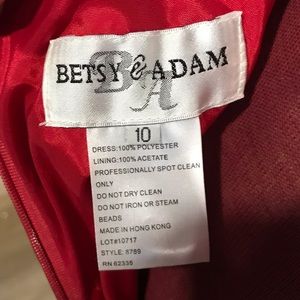 BETSY & ADAM
BA
10
DRESS:100% POLYESTER
LINING:100% ACETATE
PROFESSIONALLY SPOT CLEAN
ONLY
DO NOT DRY CLEAN
DO NOT IRON OR STEAM
BEADS
MADE IN HONG KONG
LOT#10717
STYLE: 8789
RN 62335